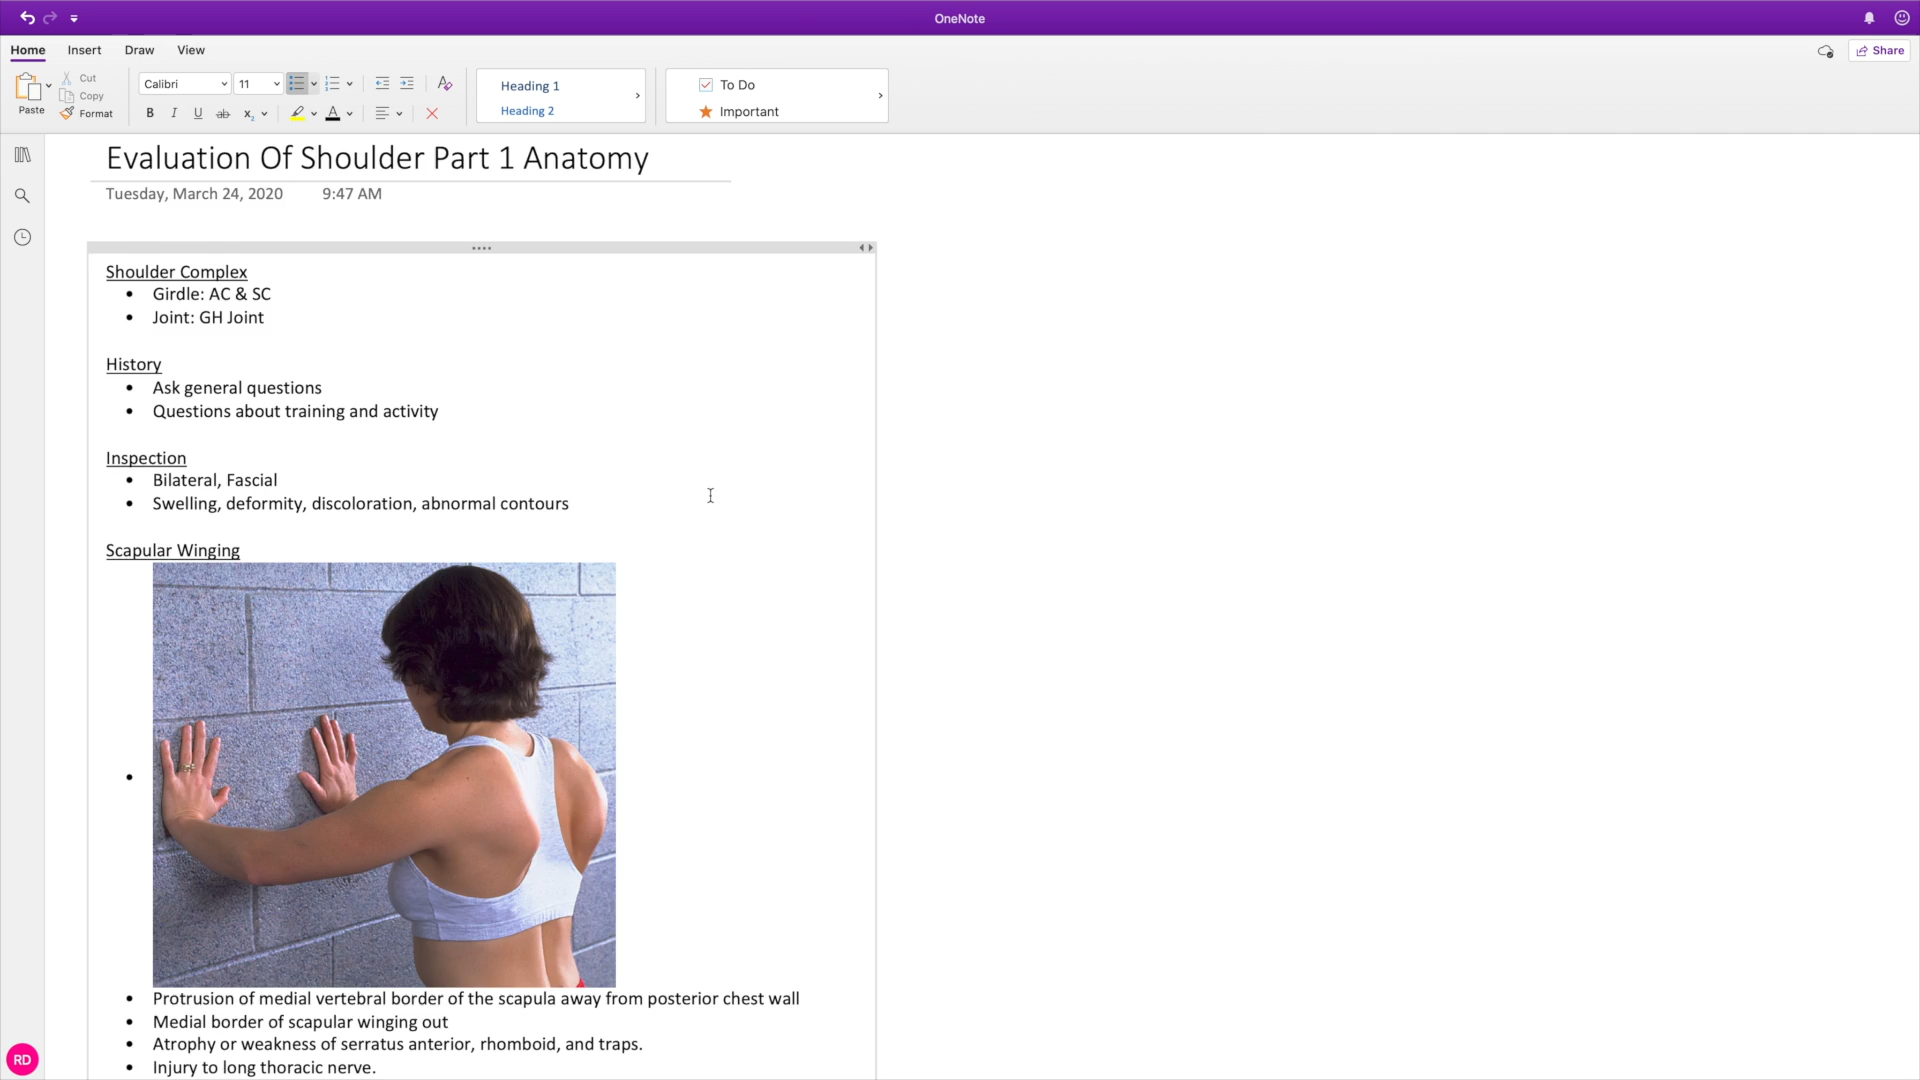 OneNote
Home Insert Draw View
Share
Paste
Cut
Copy
Format
Calibri 11
B I U ab x₂ A
Heading 1
Heading 2
To Do
Important
Evaluation Of Shoulder Part 1 Anatomy
Tuesday, March 24, 2020 9:47 AM
Shoulder Complex
• Girdle: AC & SC
• Joint: GH Joint
History
• Ask general questions
• Questions about training and activity
Inspection
• Bilateral, Fascial
• Swelling, deformity, discoloration, abnormal contours
Scapular Winging
• Protrusion of medial vertebral border of the scapula away from posterior chest wall
• Medial border of scapular winging out
• Atrophy or weakness of serratus anterior, rhomboid, and traps.
• Injury to long thoracic nerve.
RD